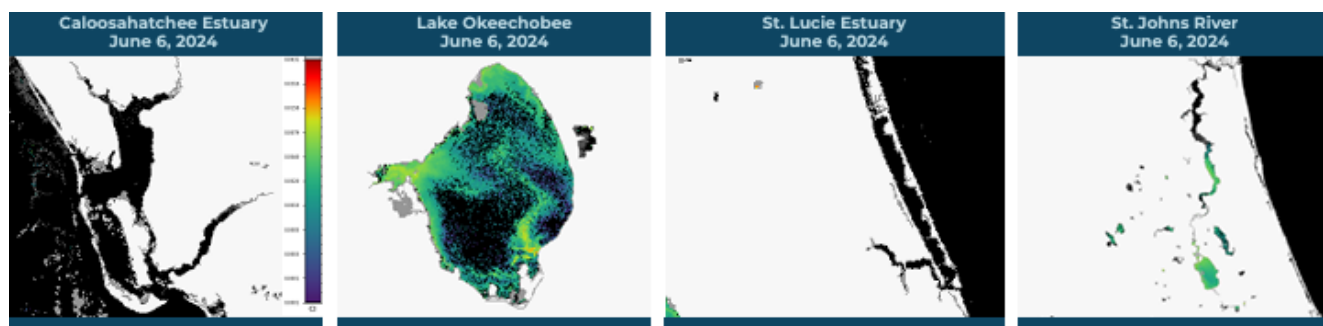 Caloosahatchee Estuary
June 6, 2024
Lake Okeechobee
June 6, 2024
St. Lucie Estuary
June 6, 2024
St. Johns River
June 6, 2024
CI